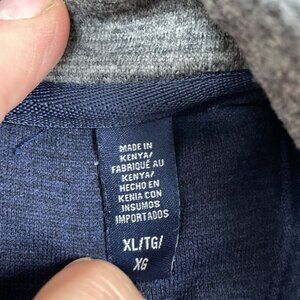 MADE IN
KENYA/
FABRIQUÉ AU
KENYA/
HECHO EN
KENIA CON
INSUMOS
IMPORTADOS
XL/TG/
XG